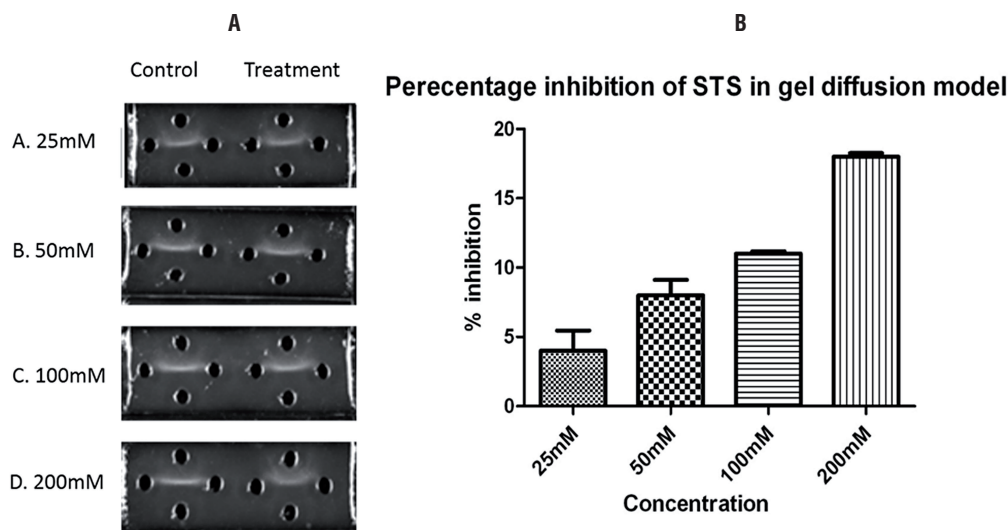 A
Control Treatment
A. 25mM
B. 50mM
C. 100mM
D. 200mM
B
Perecentage inhibition of STS in gel diffusion model
% inhibition
20
15
10
5
0
25mM
50mM
100mM
200mM
Concentration